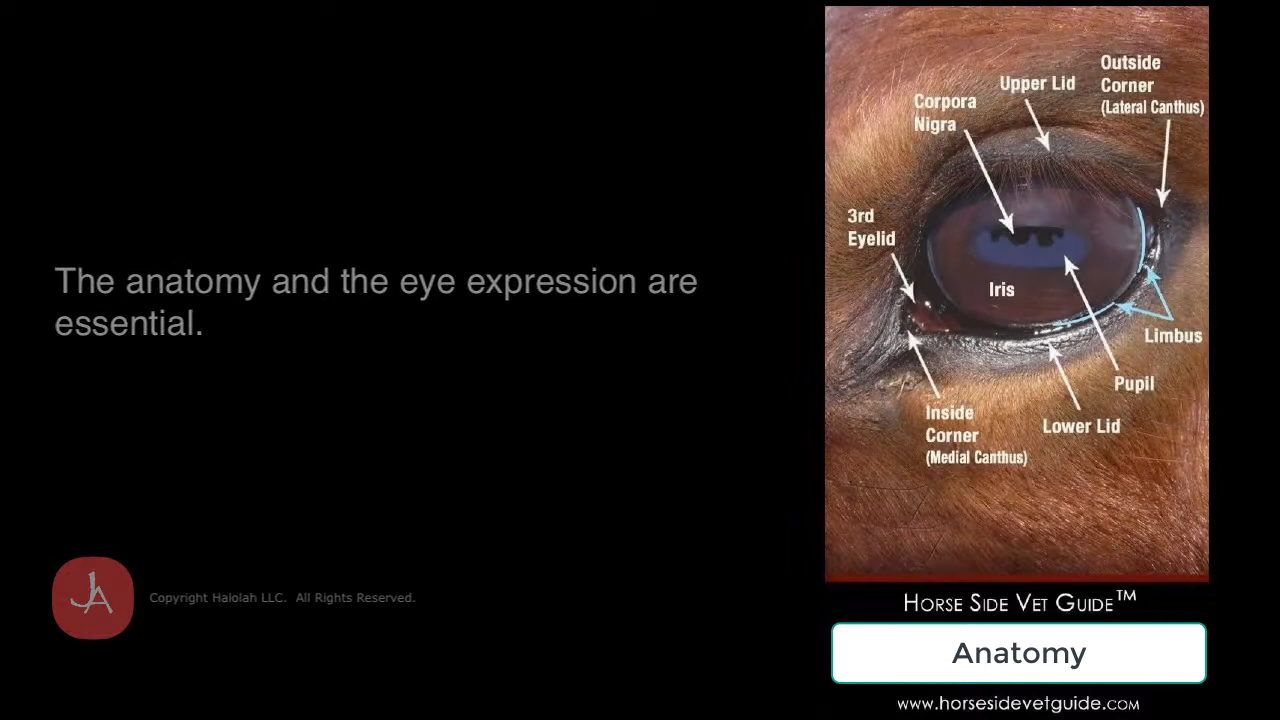 The anatomy and the eye expression are
essential.
JA
Copyright Halolah LLC.  All Rights Reserved.
Outside
Corner
(Lateral Canthus)
Upper Lid
Corpora
Nigra
3rd
Eyelid
Iris
Limbus
Pupil
Inside
Corner
(Medial Canthus)
Lower Lid
HORSE SIDE VET GUIDE™
Anatomy
www.horsesidevetguide.com